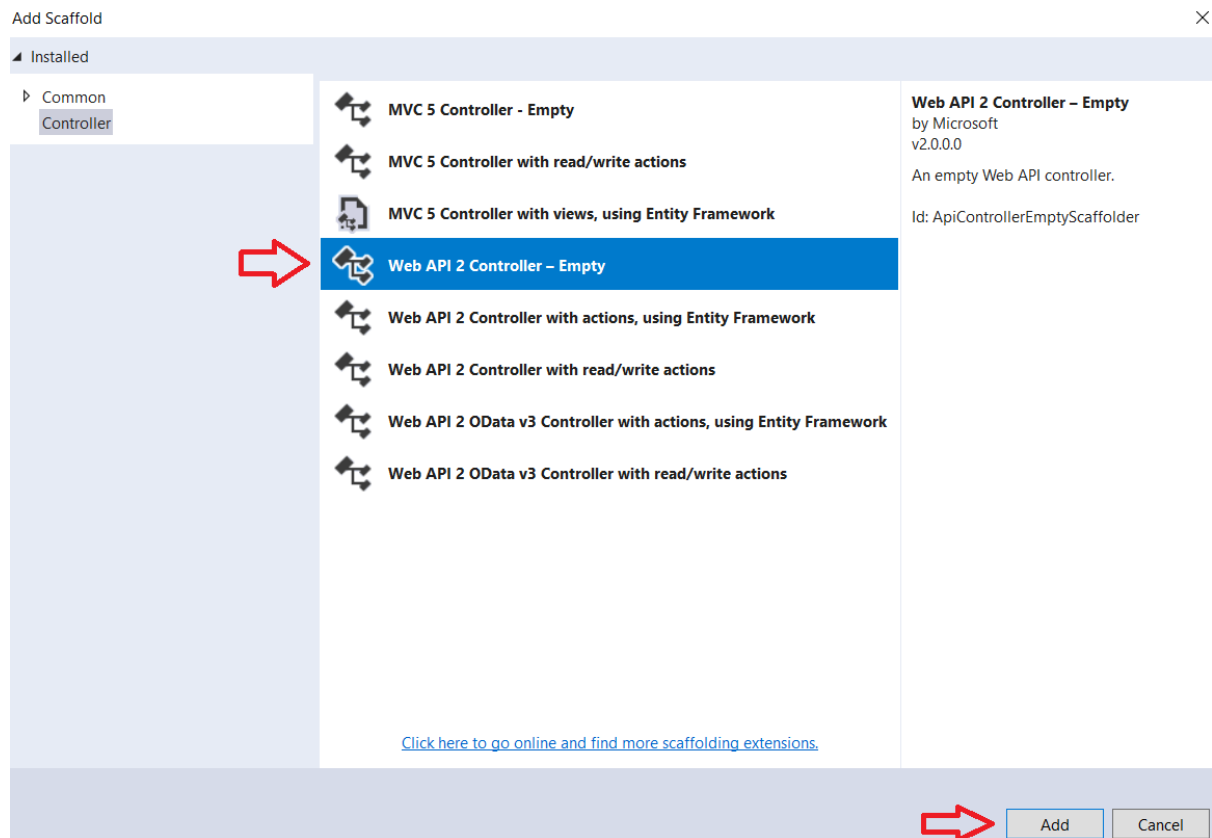 Add Scaffold
Installed
Common
Controller
MVC 5 Controller - Empty
MVC 5 Controller with read/write actions
MVC 5 Controller with views, using Entity Framework
Web API 2 Controller – Empty
Web API 2 Controller with actions, using Entity Framework
Web API 2 Controller with read/write actions
Web API 2 OData v3 Controller with actions, using Entity Framework
Web API 2 OData v3 Controller with read/write actions
Click here to go online and find more scaffolding extensions.
Web API 2 Controller – Empty
by Microsoft
v2.0.0.0
An empty Web API controller.
Id: ApiControllerEmptyScaffolder
Add
Cancel